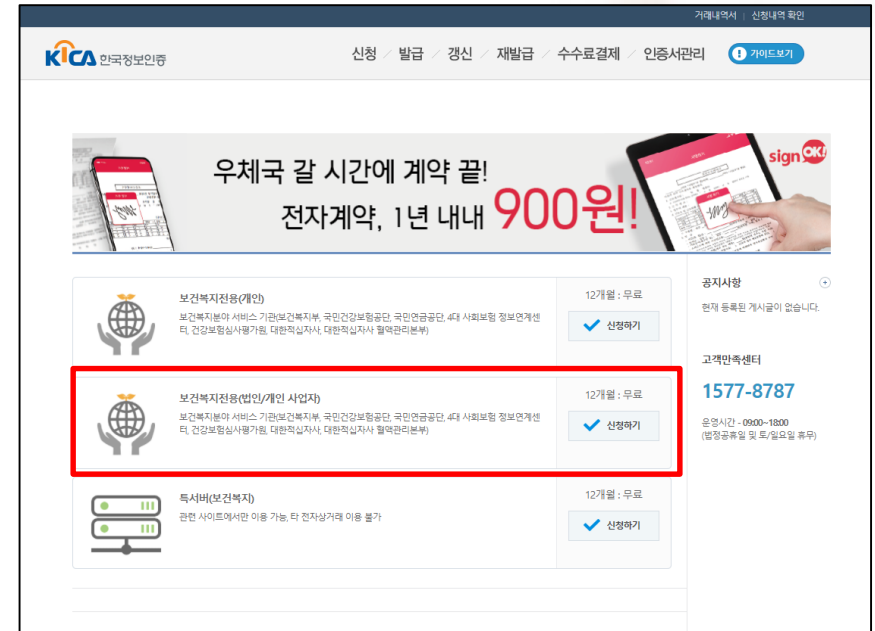 거래내역서 | 신청내역 확인
KICA 한국정보인증
신청 / 발급 / 갱신 / 재발급 / 수수료결제 / 인증서관리
! 가이드보기
우체국 갈 시간에 계약 끝!
전자계약, 1년 내내 900원!
sign OK!
보건복지전용(개인)
보건복지분야 서비스 기관(보건복지부, 국민건강보험공단, 국민연금공단, 4대 사회보험 정보연계센
터, 건강보험심사평가원, 대한적십자사, 대한적십자사 혈액관리본부)
12개월 : 무료
신청하기
보건복지전용(법인/개인 사업자)
보건복지분야 서비스 기관(보건복지부, 국민건강보험공단, 국민연금공단, 4대 사회보험 정보연계센
터, 건강보험심사평가원, 대한적십자사, 대한적십자사 혈액관리본부)
12개월 : 무료
신청하기
특서버(보건복지)
관련 사이트에서만 이용 가능, 타 전자상거래 이용 불가
12개월 : 무료
신청하기
공지사항
현재 등록된 게시글이 없습니다.
고객만족센터
1577-8787
운영시간 - 09:00~18:00
(법정공휴일 및 토/일요일 휴무)